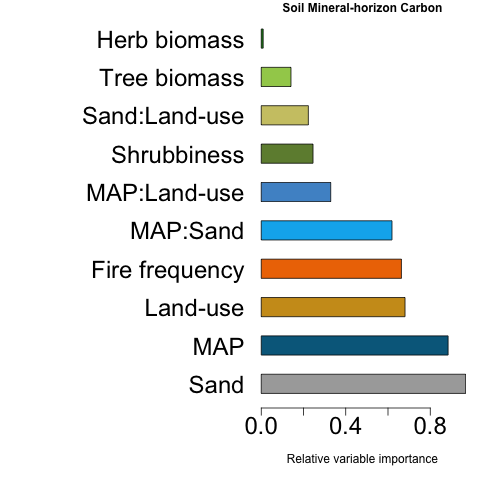 Soil Mineral-horizon Carbon
Herb biomass
Tree biomass
Sand:Land-use
Shrubbiness
MAP:Land-use
MAP:Sand
Fire frequency
Land-use
MAP
Sand
0.0 0.4 0.8
Relative variable importance